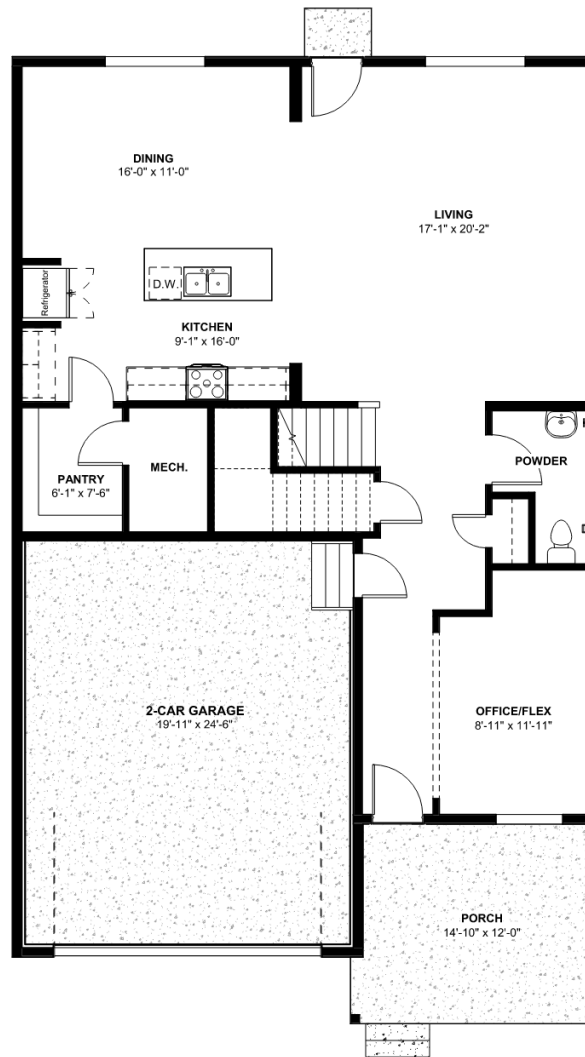 DINING
16'-0" x 11'-0"
LIVING
17'-1" x 20'-2"
Refrigerator
D.W.
KITCHEN
9'-1" x 16'-0"
POWDER
PANTRY
6'-1" x 7'-6"
MECH.
2-CAR GARAGE
19'-11" x 24'-6"
OFFICE/FLEX
8'-11" x 11'-11"
PORCH
14'-10" x 12'-0"